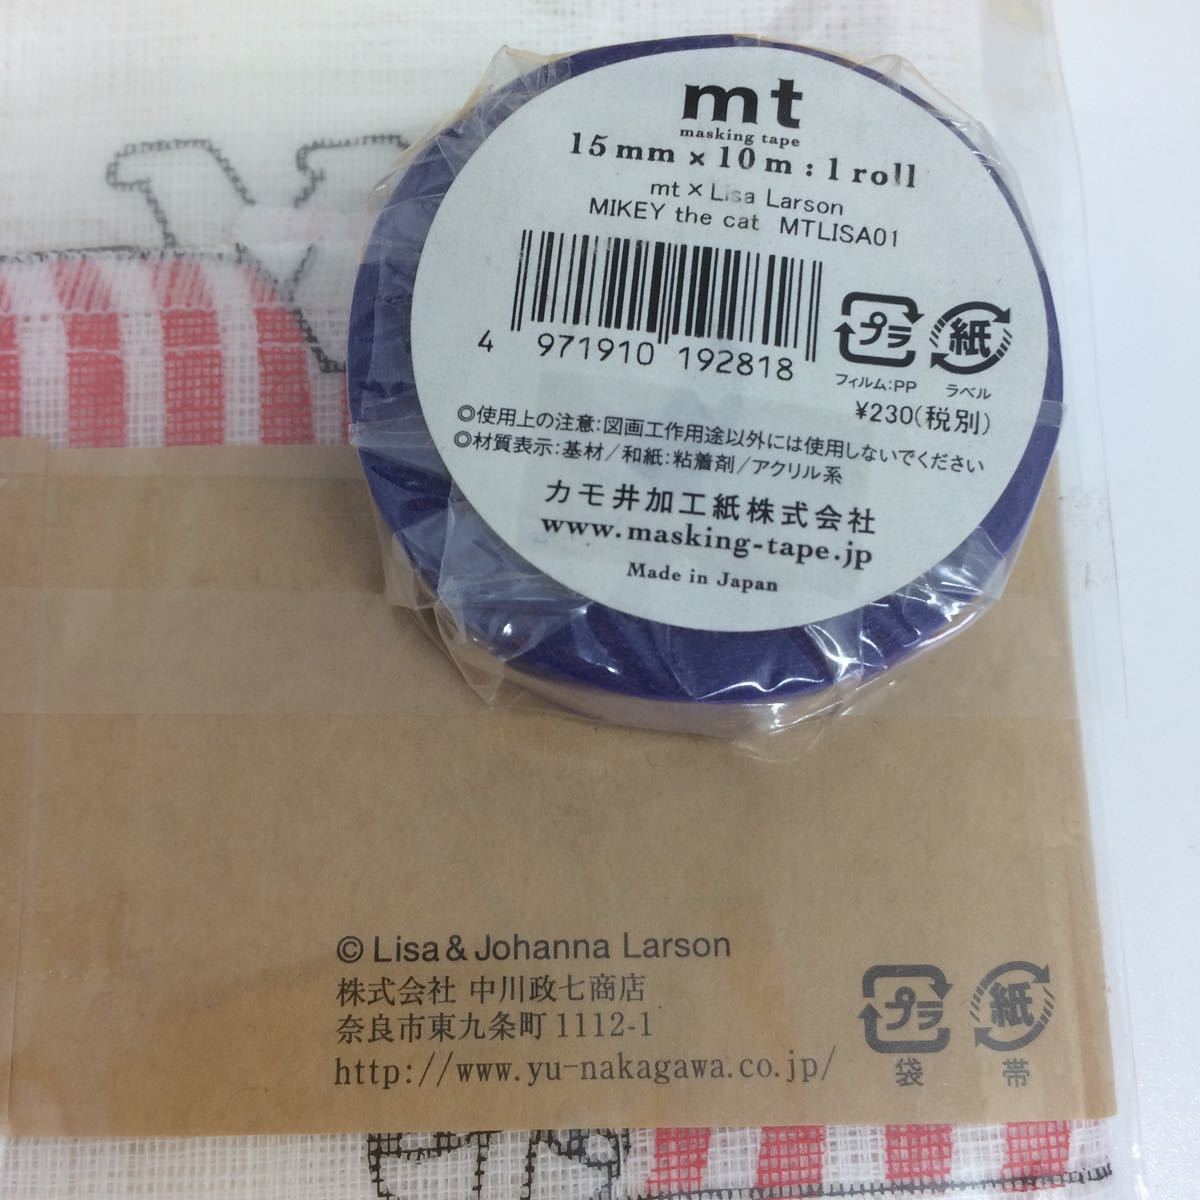 mt
masking tape
15mm×10m:1roll
mt×Lisa Larson
MIKEY the cat MTLISA01
4 971910 192818
プラ 紙
フィルム:PP ラベル
¥230(税別)
◎使用上の注意:図画工作用途以外には使用しないでください
◎材質表示:基材/和紙:粘着剤/アクリル系
カモ井加工紙株式会社
www.masking-tape.jp
Made in Japan
© Lisa & Johanna Larson
株式会社 中川政七商店
奈良市東九条町 1112-1
http://www.yu-nakagawa.co.jp/
プラ 紙
袋 帯